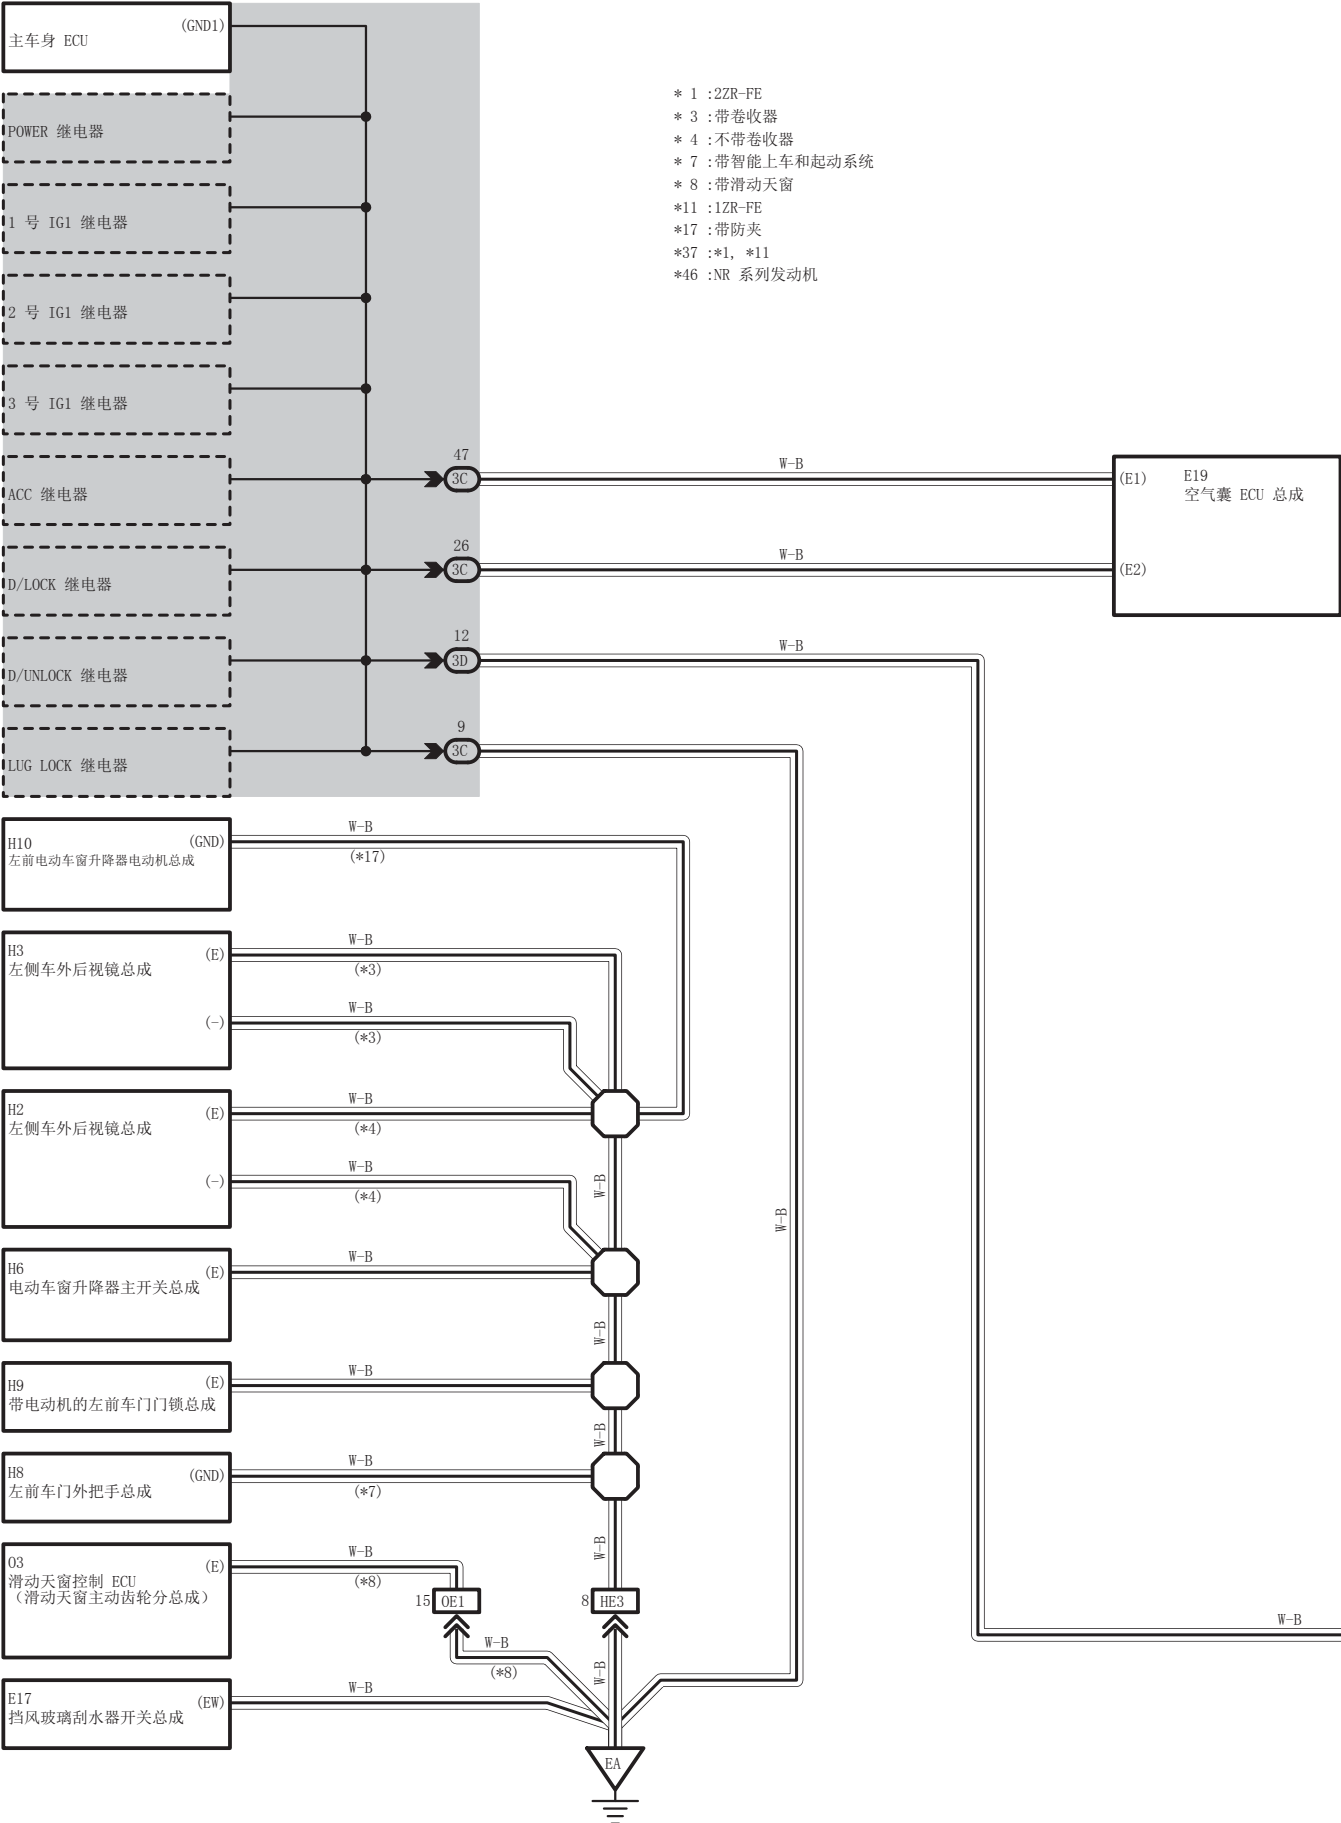 (GND1)
主车身 ECU
POWER 继电器
1 号 IG1 继电器
2 号 IG1 继电器
3 号 IG1 继电器
ACC 继电器
D/LOCK 继电器
D/UNLOCK 继电器
LUG LOCK 继电器
* 1 :2ZR-FE
* 3 :带卷收器
* 4 :不带卷收器
* 7 :带智能上车和起动系统
* 8 :带滑动天窗
*11 :1ZR-FE
*17 :带防夹
*37 :*1, *11
*46 :NR 系列发动机
47
3C
W-B
(E1)
E19
空气囊 ECU 总成
26
3C
W-B
(E2)
12
3D
W-B
9
3C
H10
(GND)
左前电动车窗升降器电动机总成
W-B
(*17)
H3
(E)
左侧车外后视镜总成
W-B
(*3)
(-)
W-B
(*3)
H2
(E)
左侧车外后视镜总成
W-B
(*4)
(-)
W-B
(*4)
W-B
W-B
H6
(E)
电动车窗升降器主开关总成
W-B
W-B
H9
(E)
带电动机的左前车门门锁总成
W-B
W-B
H8
(GND)
左前车门外把手总成
W-B
(*7)
W-B
O3
(E)
滑动天窗控制 ECU
（滑动天窗主动齿轮分总成）
W-B
(*8)
15
OE1
8
HE3
W-B
W-B
(*8)
W-B
E17
(EW)
挡风玻璃刮水器开关总成
W-B
EA